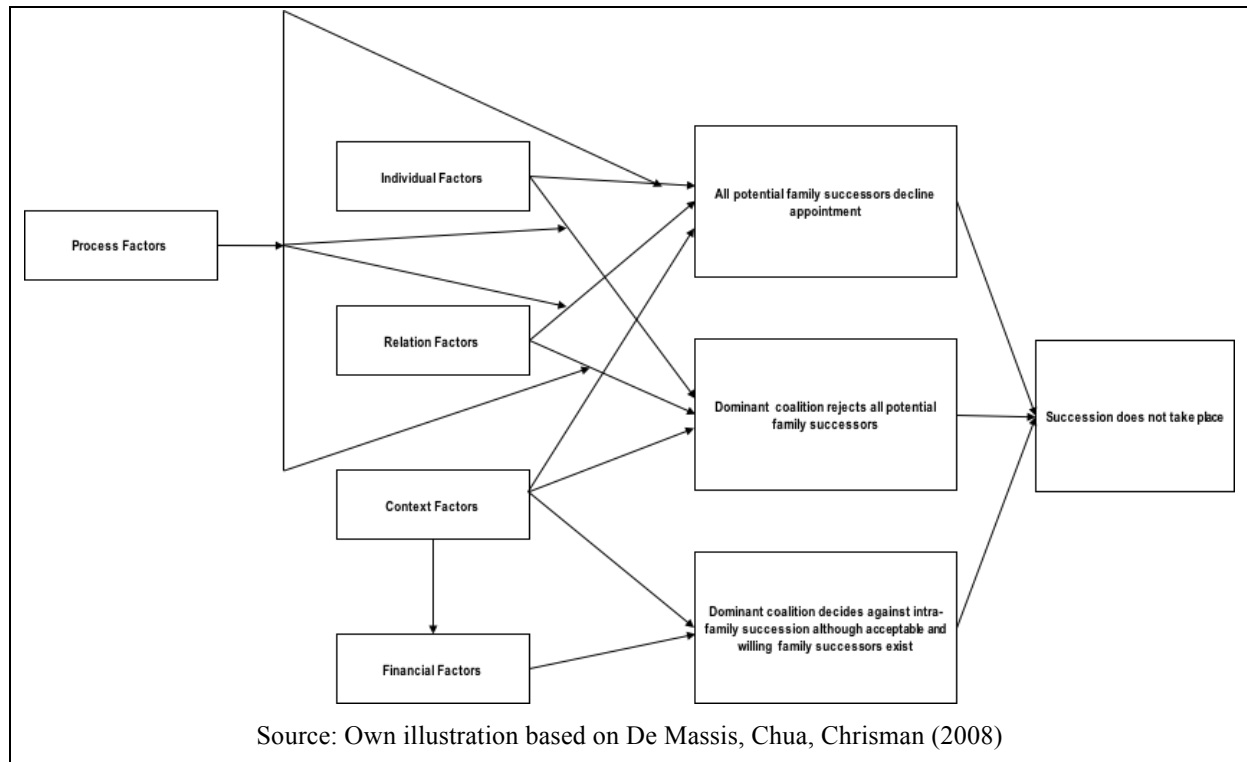 Individual Factors
All potential family successors decline
appointment
Process Factors
Relation Factors
Dominant coalition rejects all potential
family successors
Succession does not take place
Context Factors
Dominant coalition decides against intra-
family succession although acceptable and
willing family successors exist
Financial Factors
Source: Own illustration based on De Massis, Chua, Chrisman (2008)